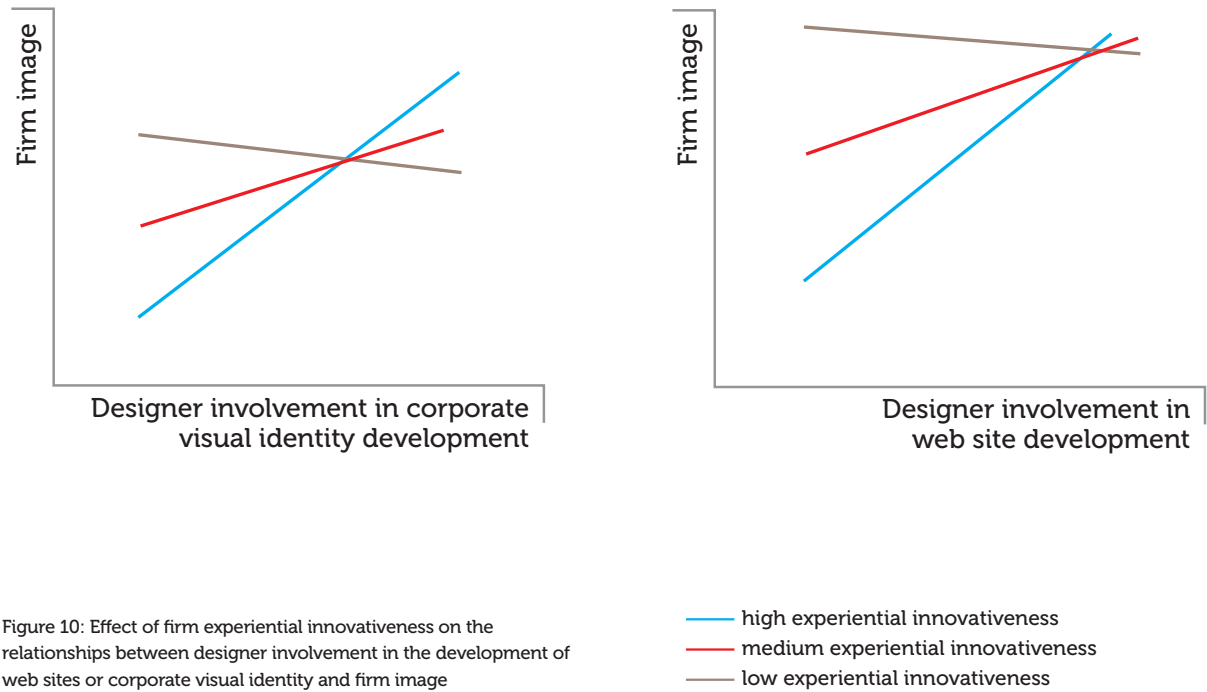 Firm image
Designer involvement in corporate
visual identity development
Firm image
Designer involvement in
web site development
Figure 10: Effect of firm experiential innovativeness on the
relationships between designer involvement in the development of
web sites or corporate visual identity and firm image
high experiential innovativeness
medium experiential innovativeness
low experiential innovativeness